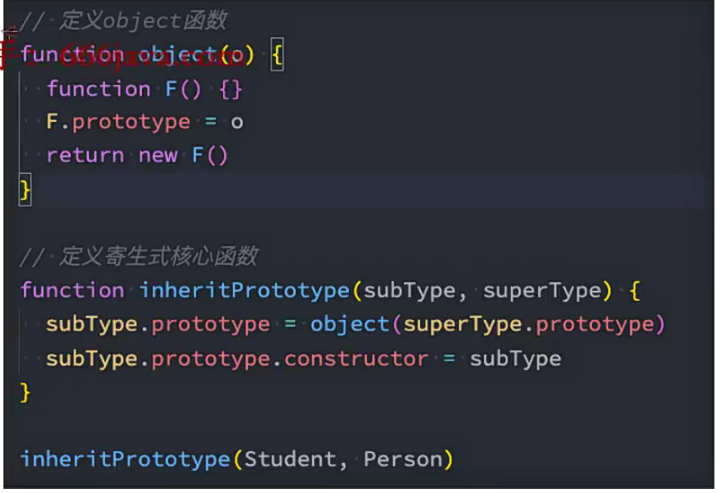 // 定义object函数
function object(o) {
function F() {}
F.prototype = o
return new F()
}
// 定义寄生式核心函数
function inheritPrototype(subType, superType) {
subType.prototype = object(superType.prototype)
subType.prototype.constructor = subType
}
inheritPrototype(Student, Person)